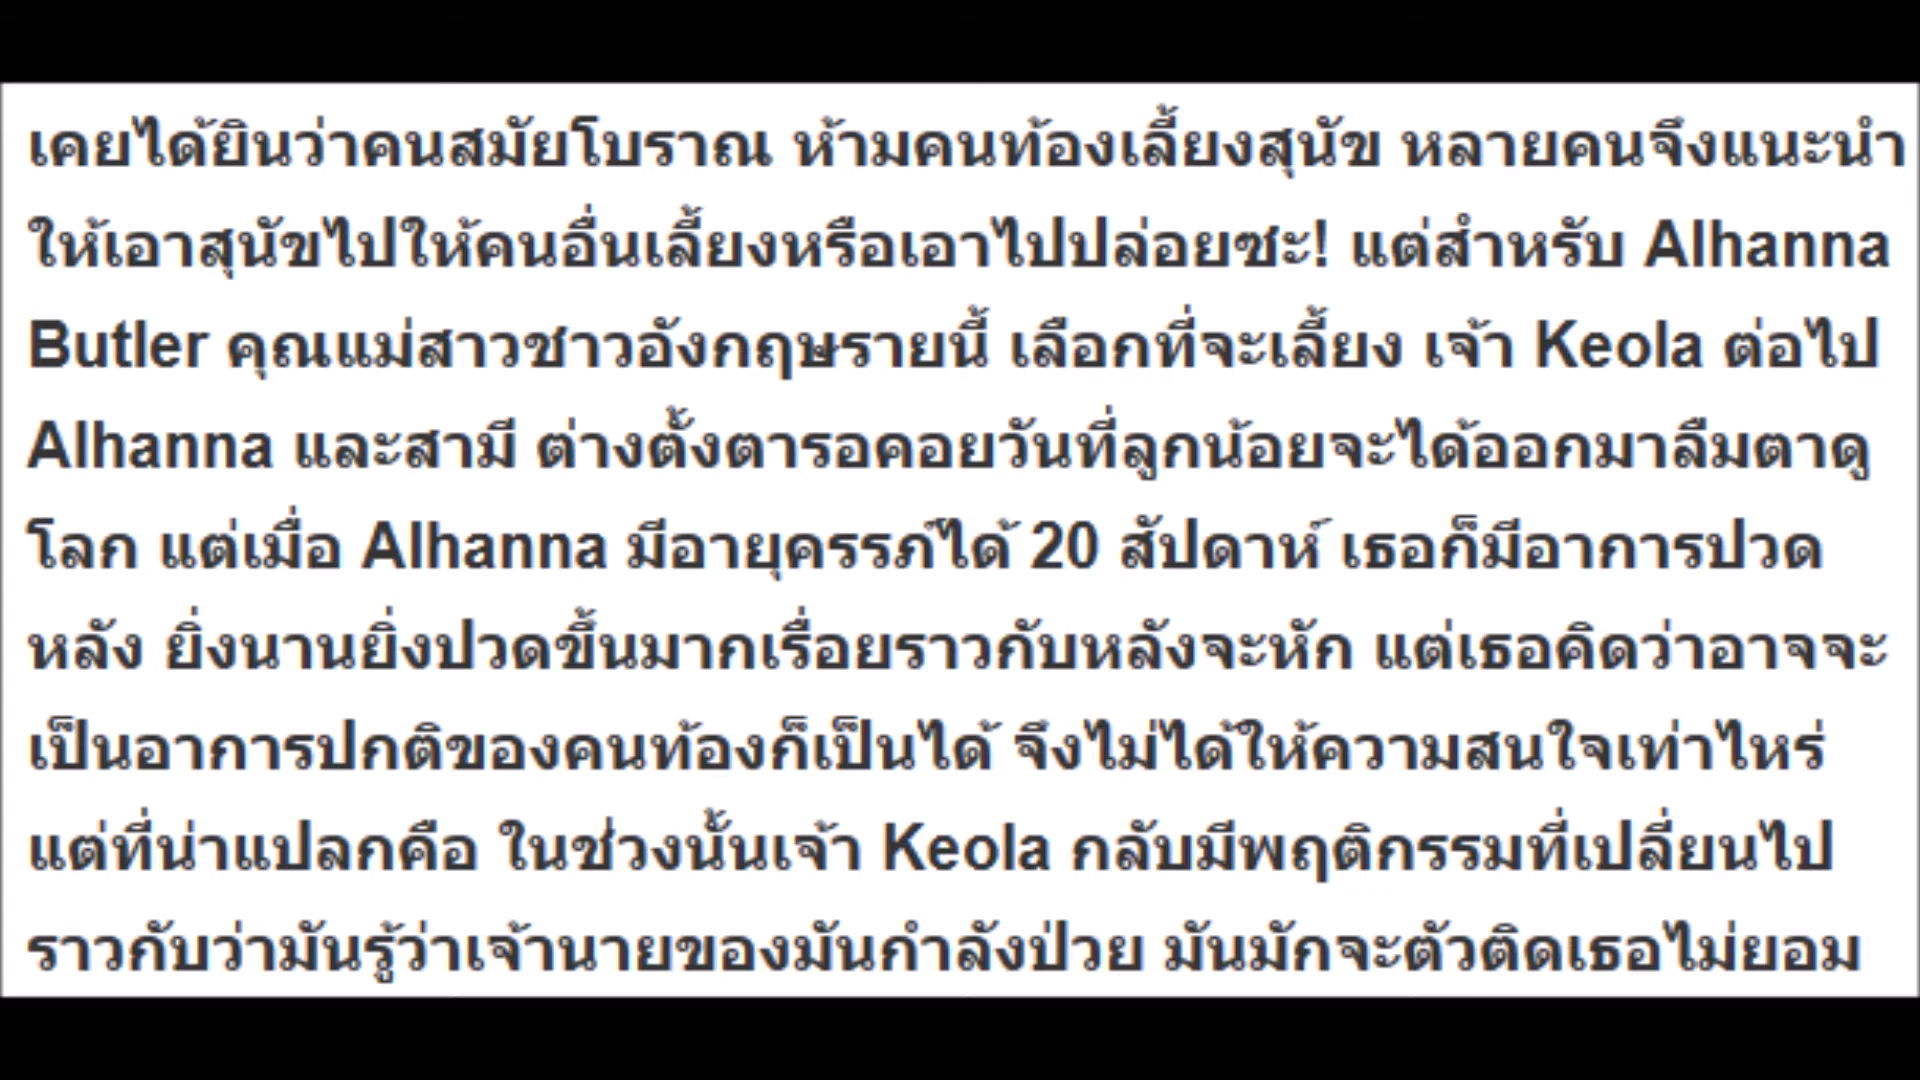 เคยได้ยินว่าคนสมัยโบราณ ห้ามคนท้องเลี้ยงสุนัข หลายคนจึงแนะนำ
ให้เอาสุนัขไปให้คนอื่นเลี้ยงหรือเอาไปปล่อยซะ! แต่สำหรับ Alhanna
Butler คุณแม่สาวชาวอังกฤษรายนี้ เลือกที่จะเลี้ยง เจ้า Keola ต่อไป
Alhanna และสามี ต่างตั้งตารอคอยวันที่ลูกน้อยจะได้ออกมาลืมตาดู
โลก แต่เมื่อ Alhanna มีอายุครรภ์ได้ 20 สัปดาห์ เธอก็มีอาการปวด
หลัง ยิ่งนานยิ่งปวดขึ้นมากเรื่อยราวกับหลังจะหัก แต่เธอคิดว่าอาจจะ
เป็นอาการปกติของคนท้องก็เป็นได้ จึงไม่ได้ให้ความสนใจเท่าไหร่
แต่ที่น่าแปลกคือ ในช่วงนั้นเจ้า Keola กลับมีพฤติกรรมที่เปลี่ยนไป
ราวกับว่ามันรู้ว่าเจ้านายของมันกำลังป่วย มันมักจะตัวติดเธอไม่ยอม